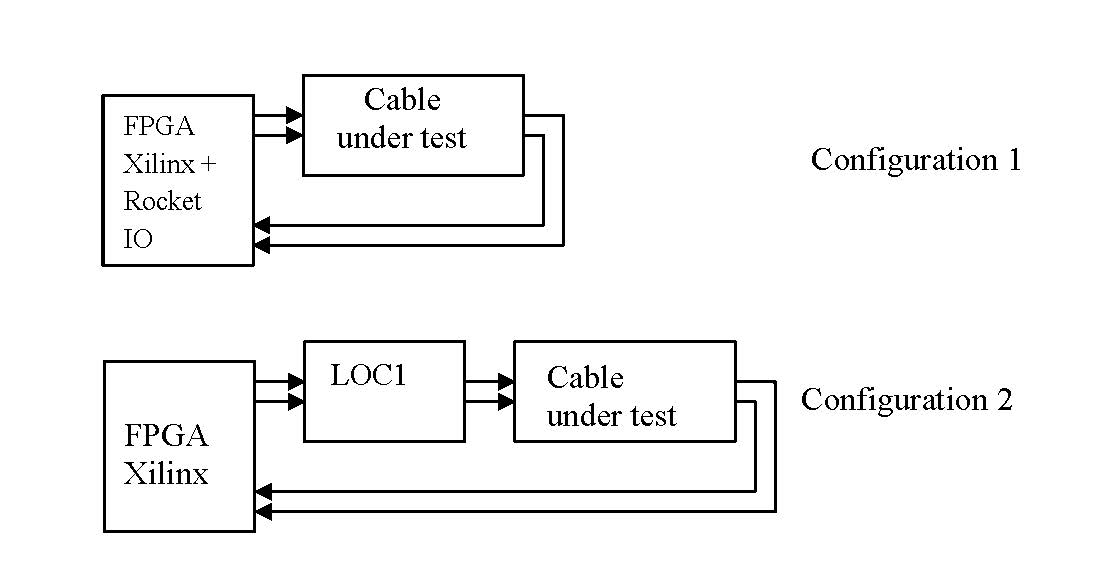 FPGA
Xilinx +
Rocket
IO
Cable
under test
Configuration 1
FPGA
Xilinx
LOC1
Cable
under test
Configuration 2